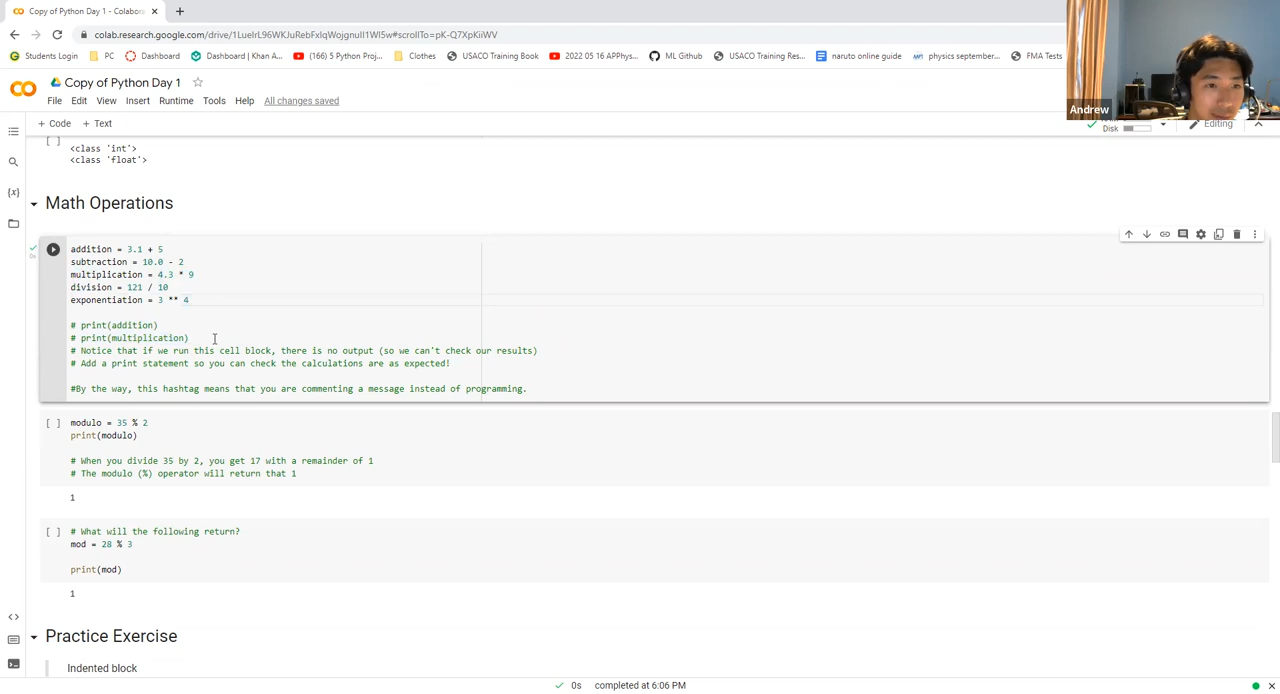 Copy of Python Day 1 - Colabora
colab.research.google.com/drive/1LueIrL96WKJuRebFxlqWojgnulI1Wl5w#scrollTo=pK-Q7XpKiiWV
Students Login PC Dashboard Dashboard | Khan A... (166) 5 Python Proj... Clothes USACO Training Book 2022 05 16 APPhys... ML Github USACO Training Res... naruto online guide physics september... FMA Tests
Copy of Python Day 1
File Edit View Insert Runtime Tools Help All changes saved
Andrew
+ Code + Text
Disk
Editing
[ ]
<class 'int'>
<class 'float'>
Math Operations
addition = 3.1 + 5
subtraction = 10.0 - 2
multiplication = 4.3 * 9
division = 121 / 10
exponentiation = 3 ** 4
# print(addition)
# print(multiplication)
# Notice that if we run this cell block, there is no output (so we can't check our results)
# Add a print statement so you can check the calculations are as expected!
#By the way, this hashtag means that you are commenting a message instead of programming.
[ ] modulo = 35 % 2
print(modulo)
# When you divide 35 by 2, you get 17 with a remainder of 1
# The modulo (%) operator will return that 1
1
[ ] # What will the following return?
mod = 28 % 3
print(mod)
1
Practice Exercise
Indented block
0s completed at 6:06 PM